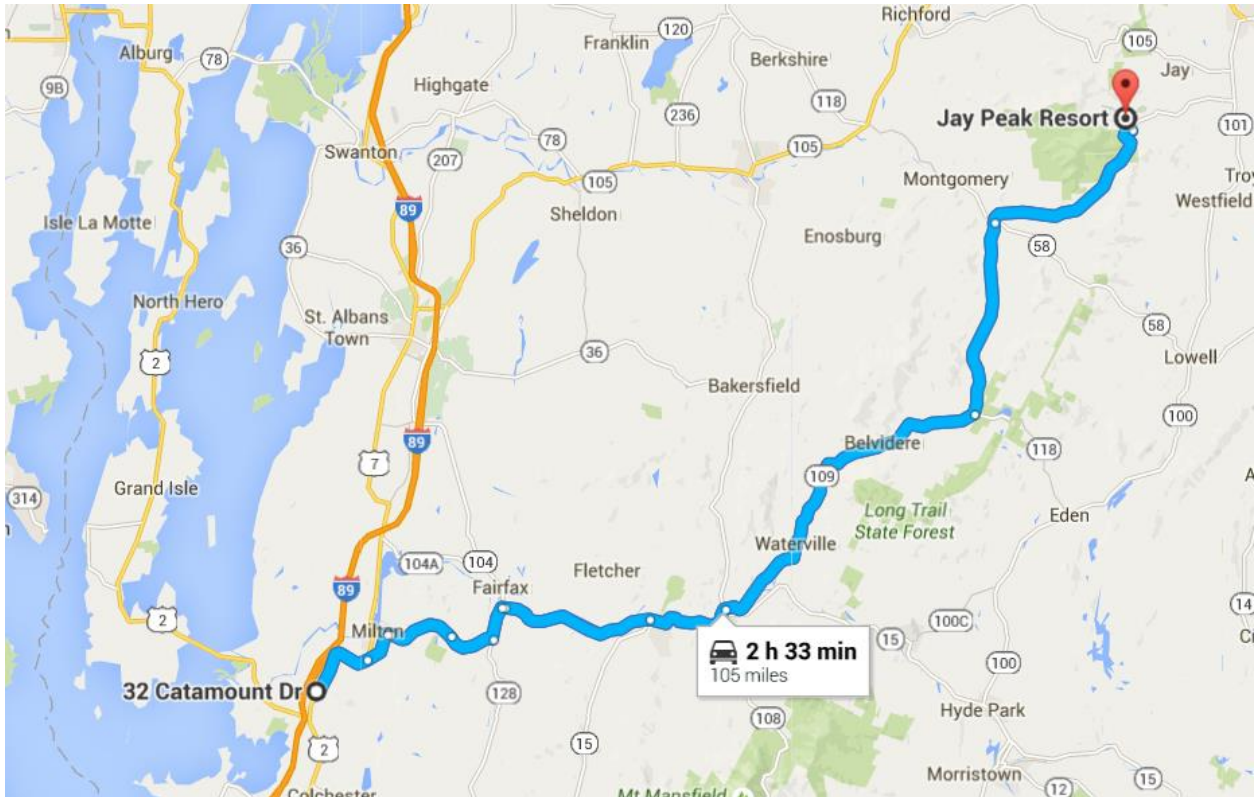 Richford
Alburg
78
Franklin
120
Berkshire
105
Jay
9B
Highgate
118
236
Jay Peak Resort
101
Swanton
207
78
105
105
Montgomery
Troy
Westfield
89
Sheldon
Isle La Motte
36
Enosburg
58
North Hero
St. Albans
Town
58
2
36
Lowell
Bakersfield
100
89
7
Belvidere
118
109
314
Grand Isle
Long Trail
State Forest
Eden
Waterville
104A
104
Fletcher
89
Fairfax
2
Milton
15
100C
14
100
2 h 33 min
105 miles
32 Catamount Dr
128
Hyde Park
108
15
2
Morristown
15
Colchester
Mt Mansfield